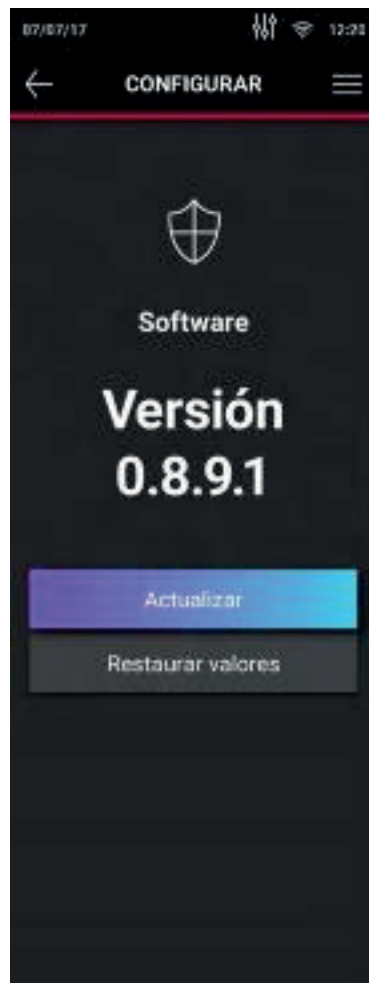 07/07/17 12:20
CONFIGURAR
Software
Versión
0.8.9.1
Actualizar
Restaurar valores